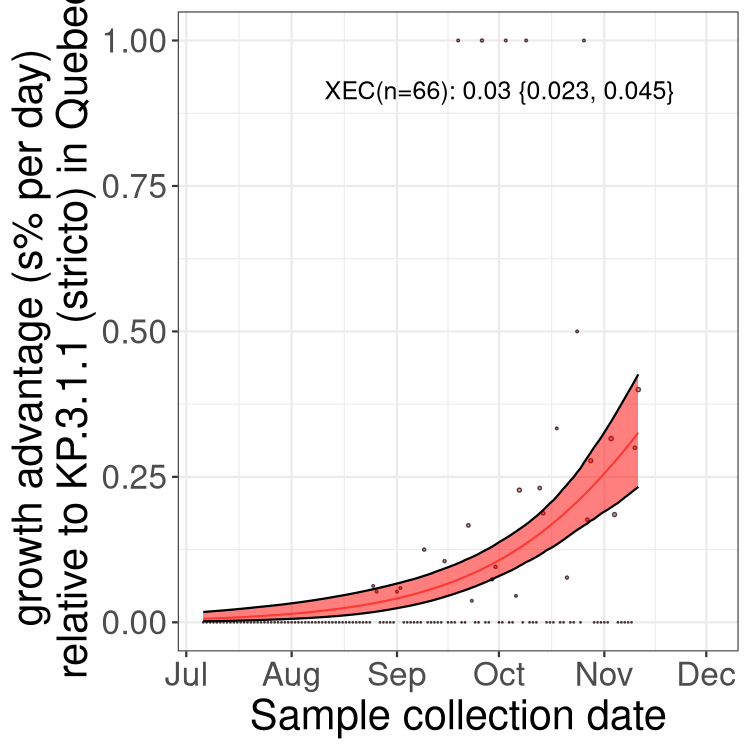 growth advantage (s% per day)
relative to KP.3.1.1 (stricto) in Quebec
1.00
0.75
0.50
0.25
0.00
XEC(n=66): 0.03 {0.023, 0.045}
Jul Aug Sep Oct Nov Dec
Sample collection date